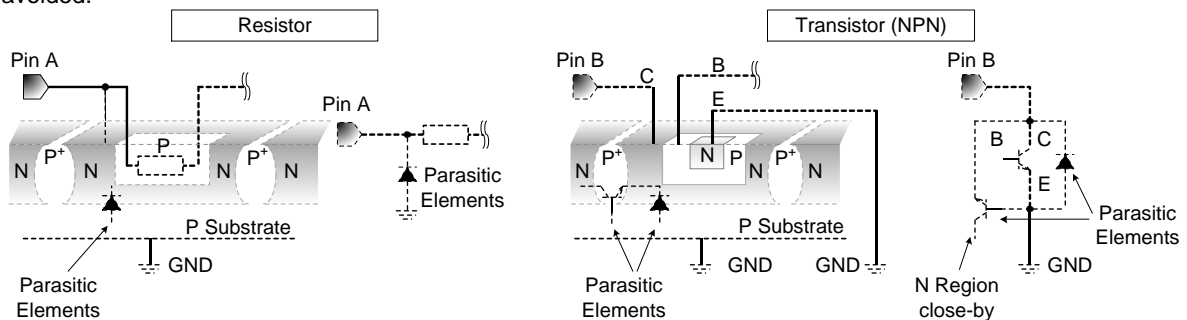 avoided.
Resistor
Transistor (NPN)
Pin A
Pin A
N P+ N P N P+ N
Parasitic
Elements
P Substrate
GND
Parasitic
Elements
Pin B
C
B
E
N P+ N N P N P+ N
P Substrate
GND
GND
Parasitic
Elements
Pin B
B
C
E
Parasitic
Elements
GND
N Region
close-by